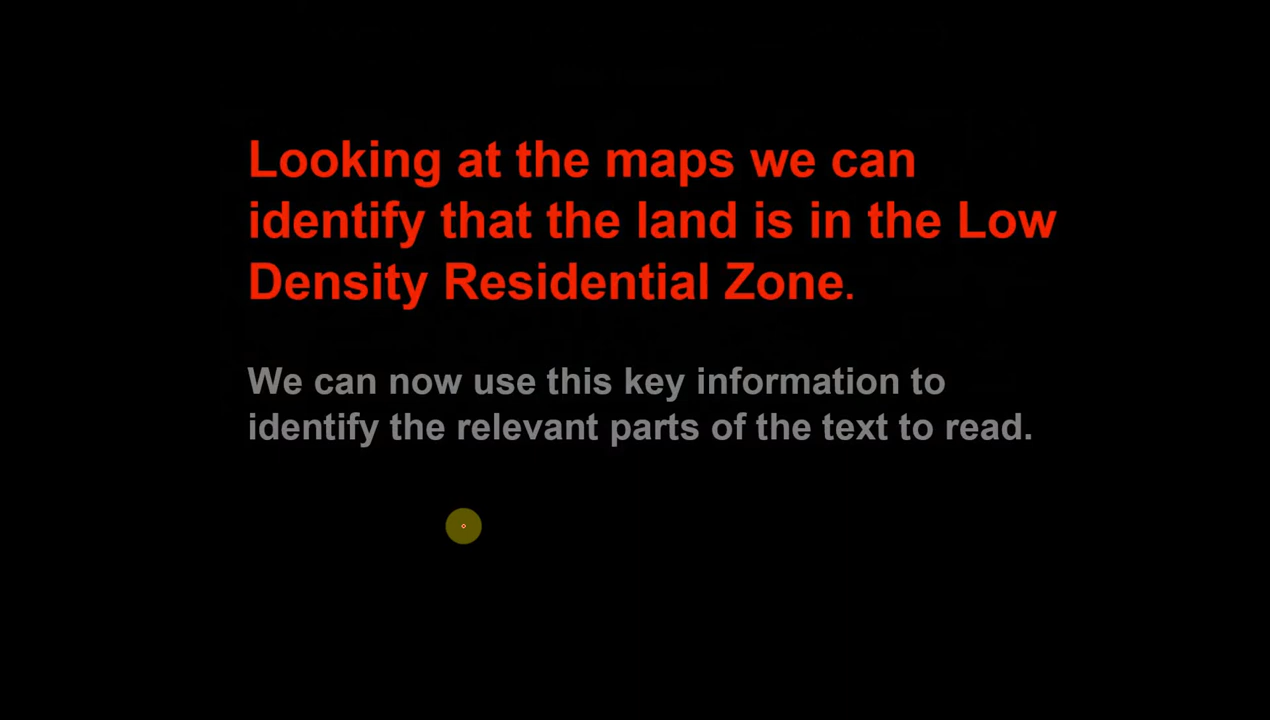 Looking at the maps we can
identify that the land is in the Low
Density Residential Zone.
We can now use this key information to
identify the relevant parts of the text to read.